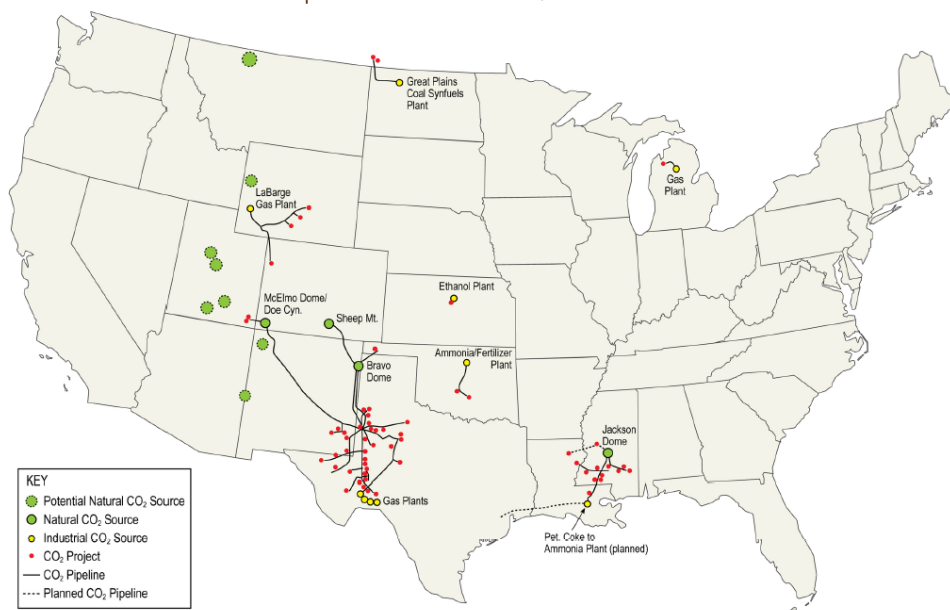 Great Plains
Coal Synfuels
Plant
Gas
Plant
LaBarge
Gas Plant
Ethanol Plant
McElmo Dome/
Doe Cyn.
Sheep Mt.
Ammonia/Fertilizer
Plant
Bravo
Dome
Jackson
Dome
Gas Plants
Pet. Coke to
Ammonia Plant (planned)
KEY
Potential Natural CO₂ Source
Natural CO₂ Source
Industrial CO₂ Source
CO₂ Project
CO₂ Pipeline
Planned CO₂ Pipeline